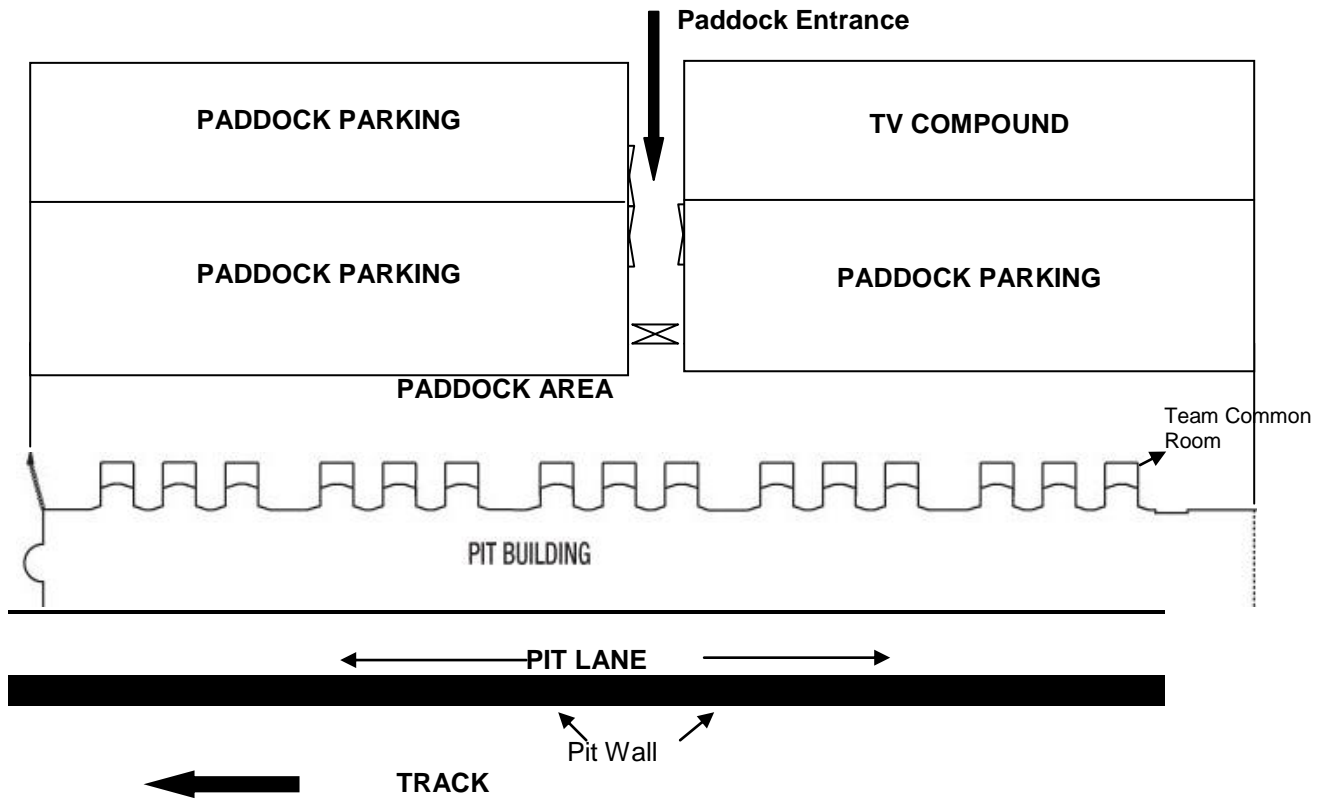 Paddock Entrance
PADDOCK PARKING
TV COMPOUND
PADDOCK PARKING
PADDOCK PARKING
PADDOCK AREA
Team Common
Room
PIT BUILDING
PIT LANE
Pit Wall
TRACK